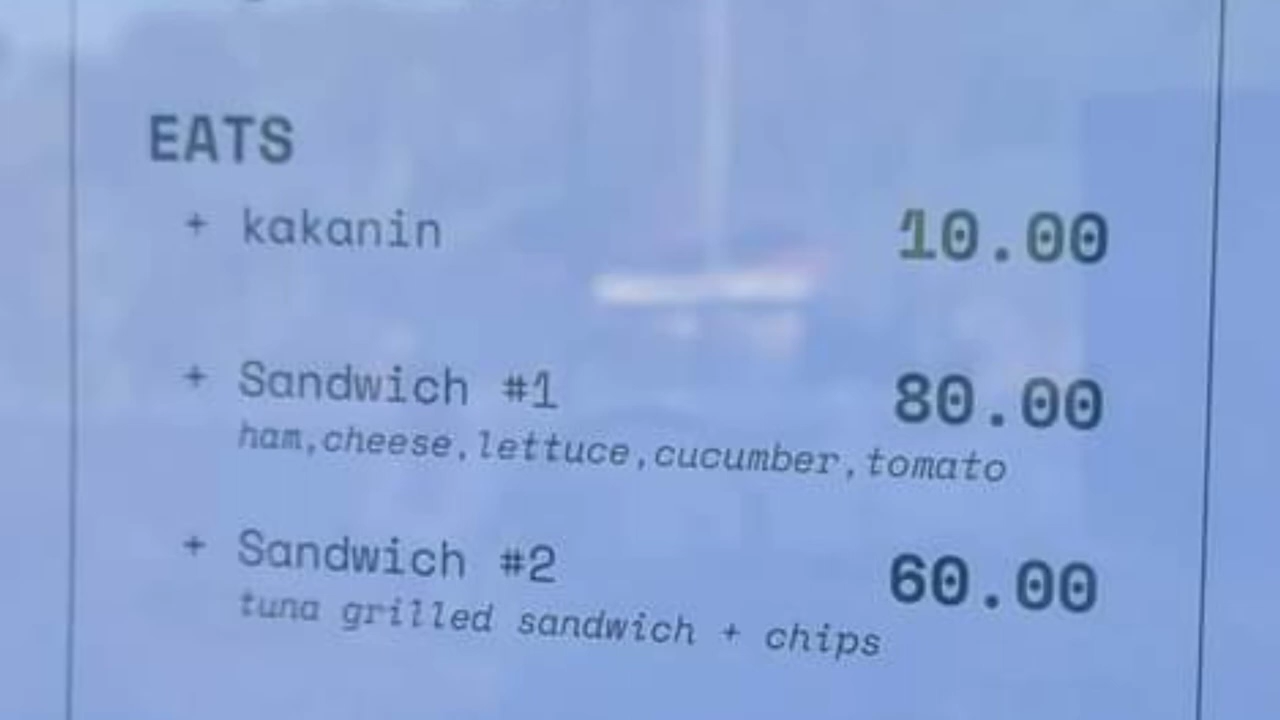 EATS
+ kakanin 10.00
+ Sandwich #1 80.00
ham,cheese,lettuce,cucumber,tomato
+ Sandwich #2 60.00
tuna grilled sandwich + chips